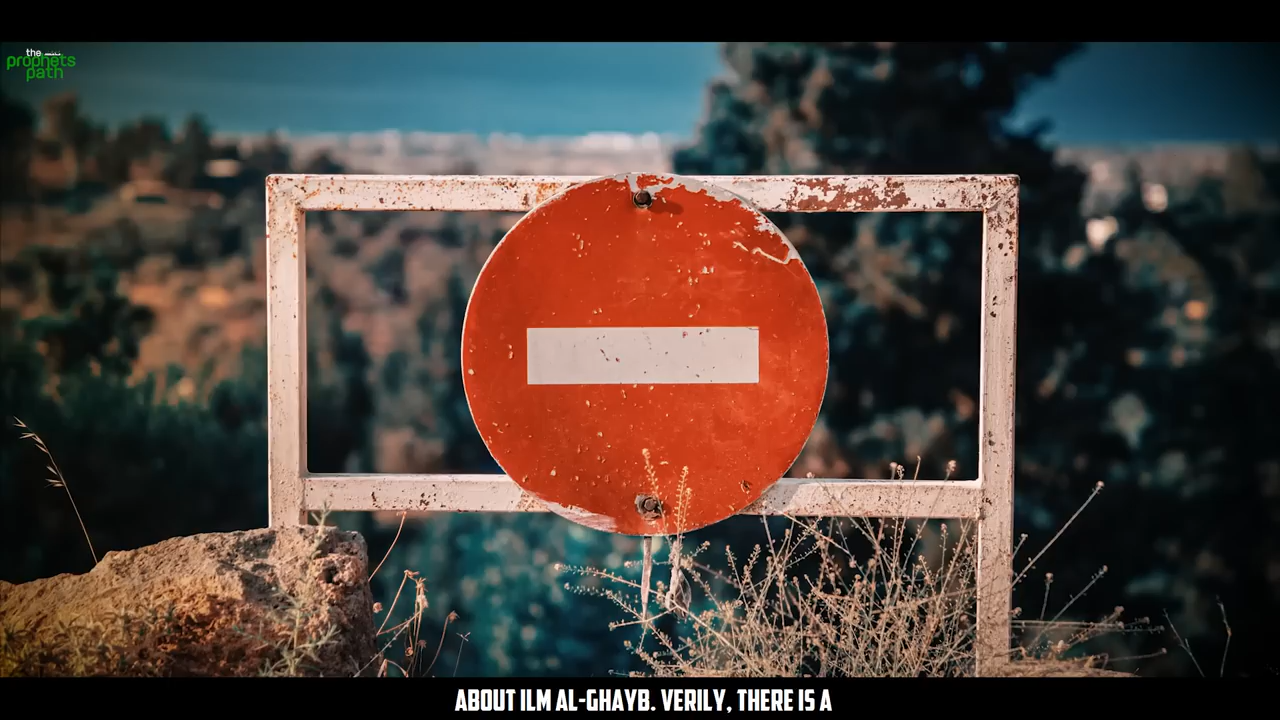 the
prophets
path
ABOUT ILM AL-GHAYB. VERILY, THERE IS A